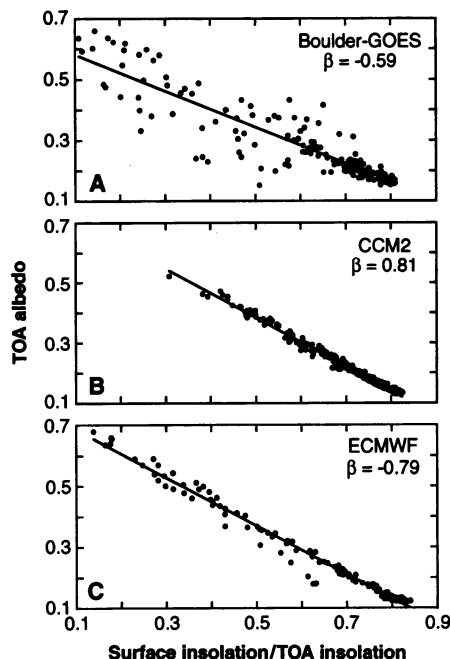 0.7
Boulder-GOES
β = -0.59
0.5
0.3
A
0.1
0.7
CCM2
β = 0.81
TOA albedo
0.5
0.3
B
0.1
0.7
ECMWF
β = -0.79
0.5
0.3
C
0.1
0.1 0.3 0.5 0.7 0.9
Surface insolation/TOA insolation